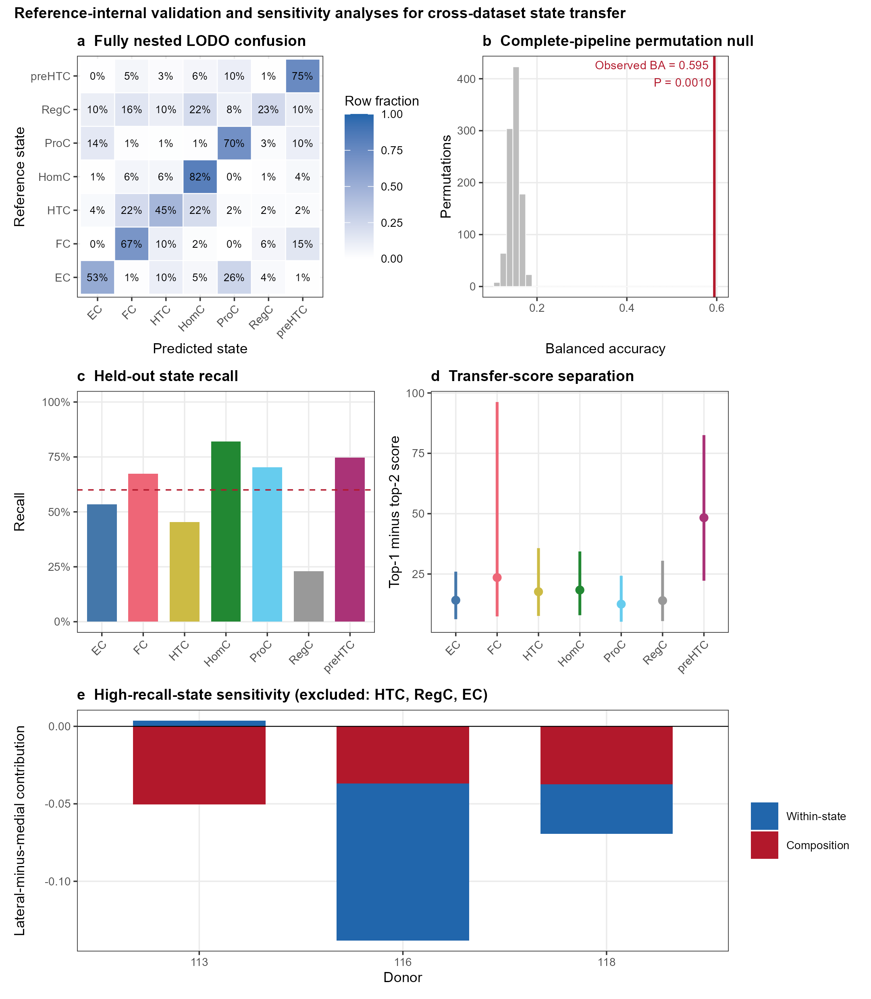 Reference-internal validation and sensitivity analyses for cross-dataset state transfer
a Fully nested LODO confusion
Reference state
preHTC 0% 5% 3% 6% 10% 1% 75%
RegC 10% 16% 10% 22% 8% 23% 10%
ProC 14% 1% 1% 1% 70% 3% 10%
HomC 1% 6% 6% 82% 0% 1% 4%
HTC 4% 22% 45% 22% 2% 2% 2%
FC 0% 67% 10% 2% 0% 6% 15%
EC 53% 1% 10% 5% 26% 4% 1%
EC FC HTC HomC ProC RegC preHTC
Predicted state
Row fraction
1.00
0.75
0.50
0.25
0.00
b Complete-pipeline permutation null
Observed BA = 0.595
P = 0.0010
Permutations
400
300
200
100
0
0.2 0.4 0.6
Balanced accuracy
c Held-out state recall
Recall
100%
75%
50%
25%
0%
EC FC HTC HomC ProC RegC preHTC
d Transfer-score separation
Top-1 minus top-2 score
100
75
50
25
EC FC HTC HomC ProC RegC preHTC
e High-recall-state sensitivity (excluded: HTC, RegC, EC)
Lateral-minus-medial contribution
0.00
-0.05
-0.10
113 116 118
Donor
Within-state
Composition